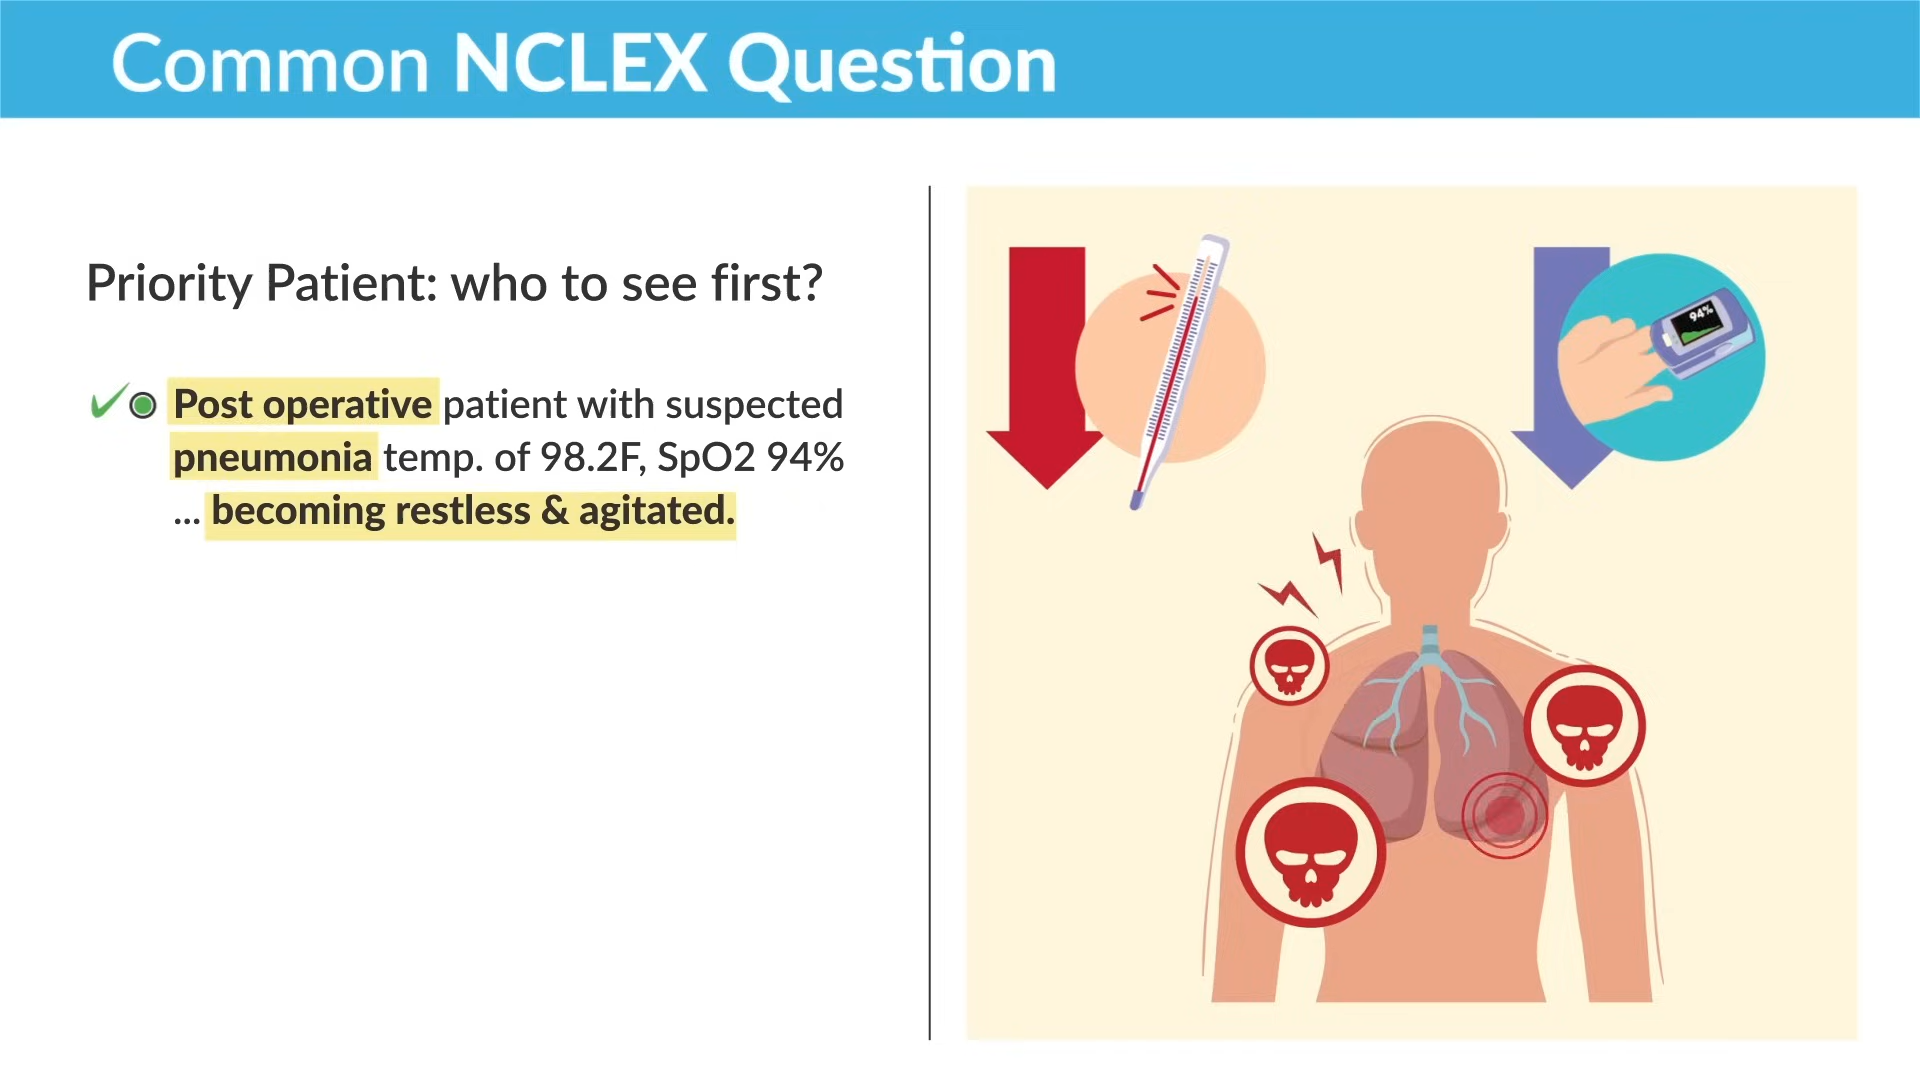 Common NCLEX Question
Priority Patient: who to see first?
Post operative patient with suspected
pneumonia temp. of 98.2F, SpO2 94%
... becoming restless & agitated.
94%